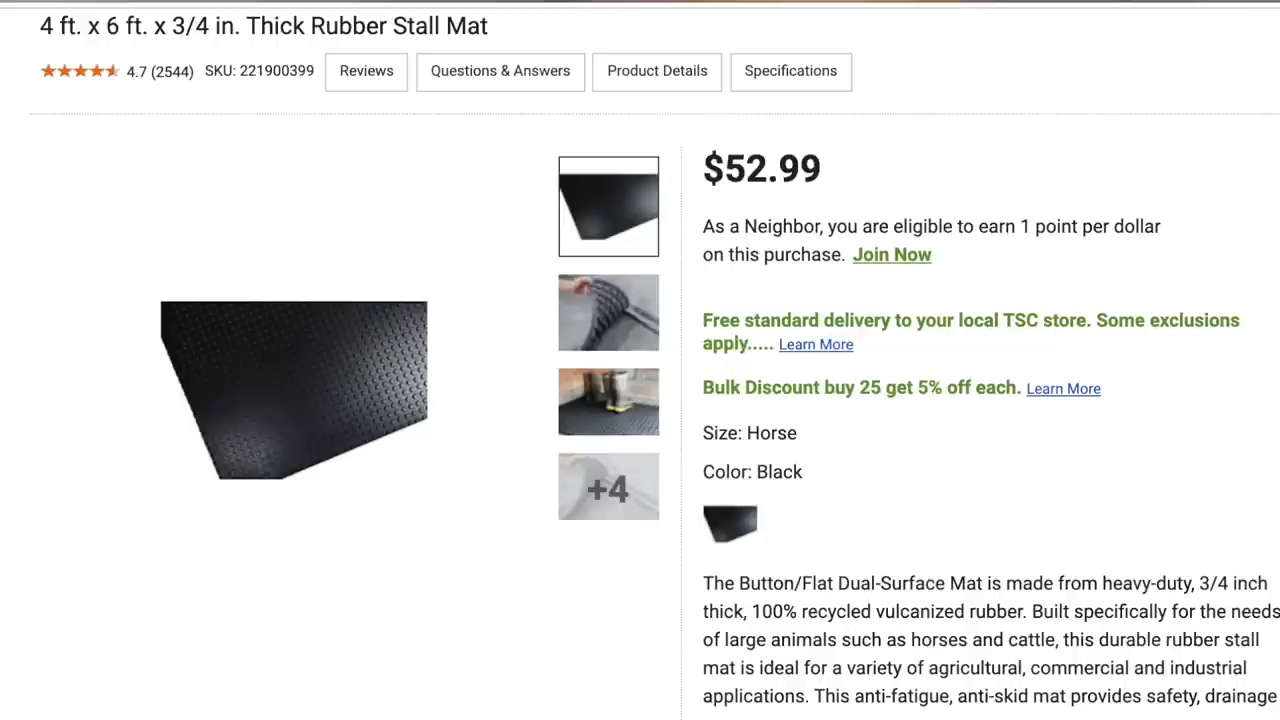 4 ft. x 6 ft. x 3/4 in. Thick Rubber Stall Mat
4.7 (2544) SKU: 221900399 Reviews Questions & Answers Product Details Specifications
$52.99
As a Neighbor, you are eligible to earn 1 point per dollar
on this purchase. Join Now
Free standard delivery to your local TSC store. Some exclusions
apply..... Learn More
Bulk Discount buy 25 get 5% off each. Learn More
Size: Horse
Color: Black
+4
The Button/Flat Dual-Surface Mat is made from heavy-duty, 3/4 inch
thick, 100% recycled vulcanized rubber. Built specifically for the needs
of large animals such as horses and cattle, this durable rubber stall
mat is ideal for a variety of agricultural, commercial and industrial
applications. This anti-fatigue, anti-skid mat provides safety, drainage